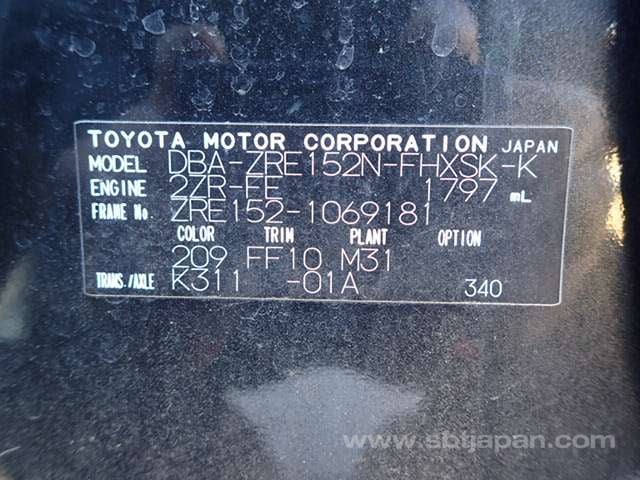 TOYOTA MOTOR CORPORATION JAPAN
MODEL DBA-ZRE152N-FHXSK-K
ENGINE 2ZR-FE 1797 mL
FRAME No. ZRE152-1069181
COLOR TRIM PLANT OPTION
209 FF10 M31
TRANS./AXLE K311 -01A 340
www.sbtjapan.com